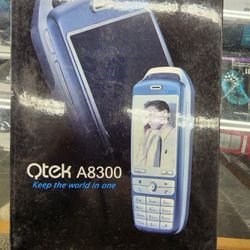 Qtek A8300
Keep the world in one